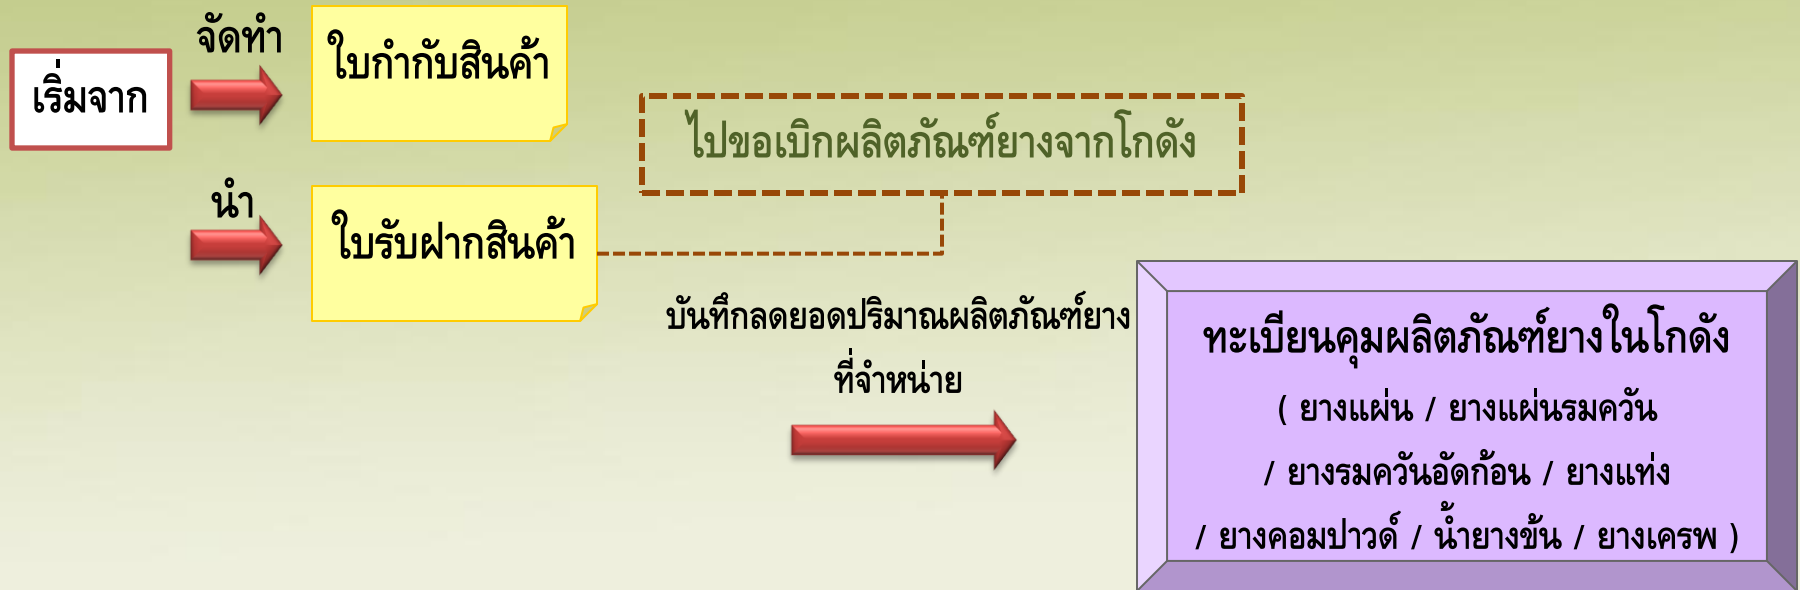 เริ่มจาก
จัดทำ
ใบกำกับสินค้า
ไปขอเบิกผลิตภัณฑ์ยางจากโกดัง
นำ
ใบรับฝากสินค้า
บันทึกลดยอดปริมาณผลิตภัณฑ์ยาง
ที่จำหน่าย
ทะเบียนคุมผลิตภัณฑ์ยางในโกดัง
( ยางแผ่น / ยางแผ่นรมควัน
/ ยางรมควันอัดก้อน / ยางแท่ง
/ ยางคอมปาวด์ / น้ำยางข้น / ยางเครพ )